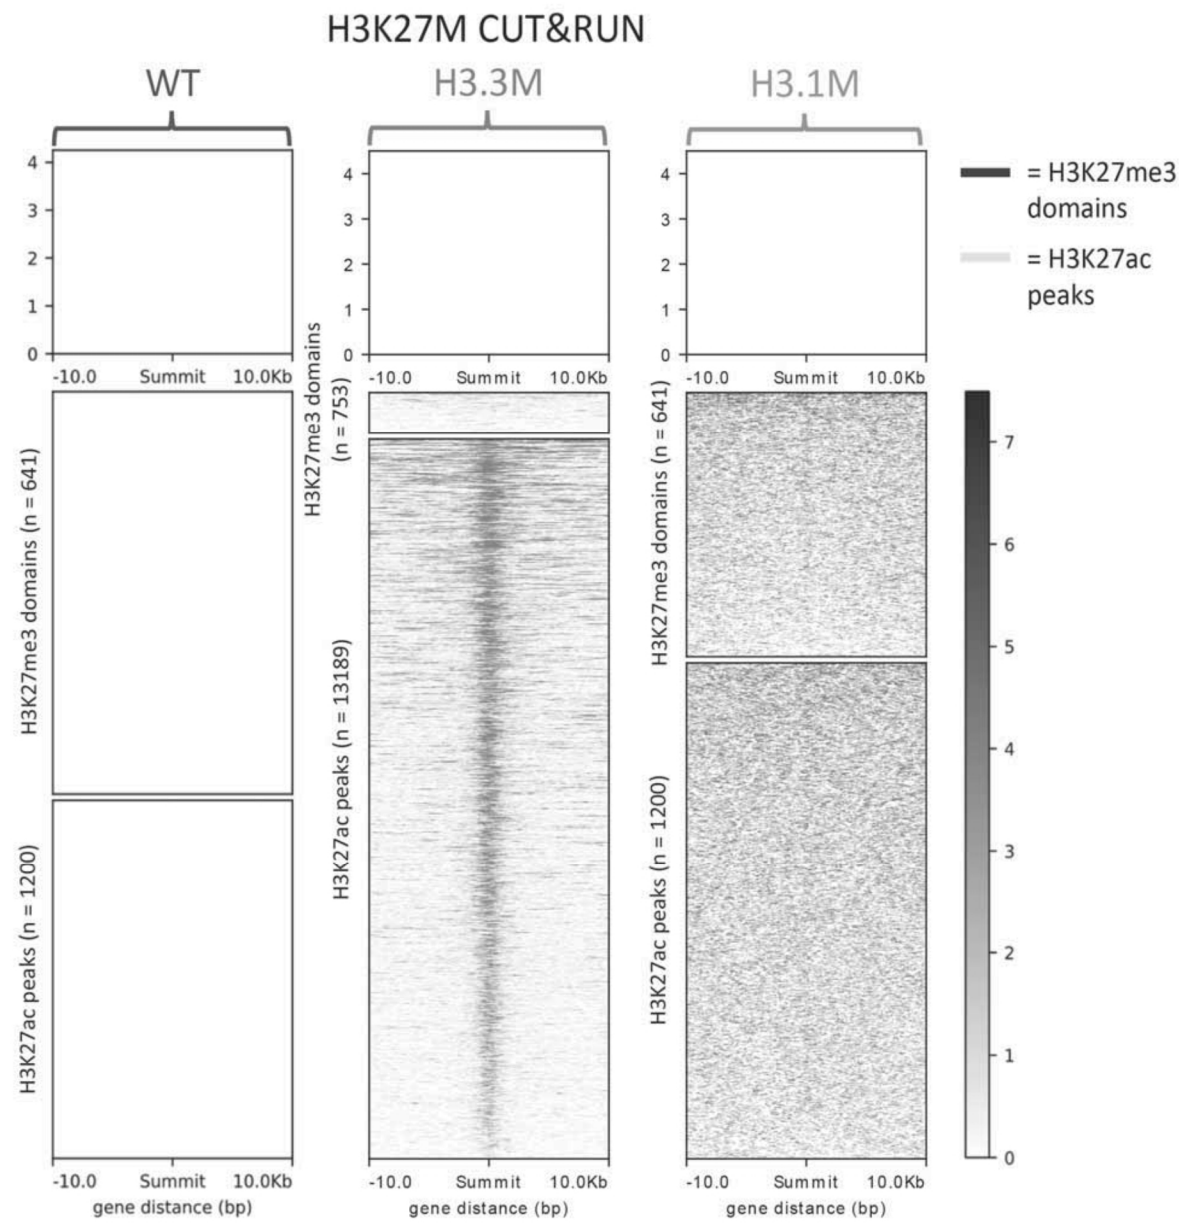 H3K27M CUT&RUN
WT
H3.3M
H3.1M
4
3
2
1
0
-10.0 Summit 10.0Kb
4
3
2
1
0
-10.0 Summit 10.0Kb
4
3
2
1
0
-10.0 Summit 10.0Kb
= H3K27me3
domains
= H3K27ac
peaks
H3K27me3 domains (n = 641)
H3K27ac peaks (n = 1200)
H3K27me3 domains
(n = 753)
H3K27ac peaks (n = 13189)
H3K27me3 domains (n = 641)
H3K27ac peaks (n = 1200)
7
6
5
4
3
2
1
0
-10.0 Summit 10.0Kb
gene distance (bp)
-10.0 Summit 10.0Kb
gene distance (bp)
-10.0 Summit 10.0Kb
gene distance (bp)